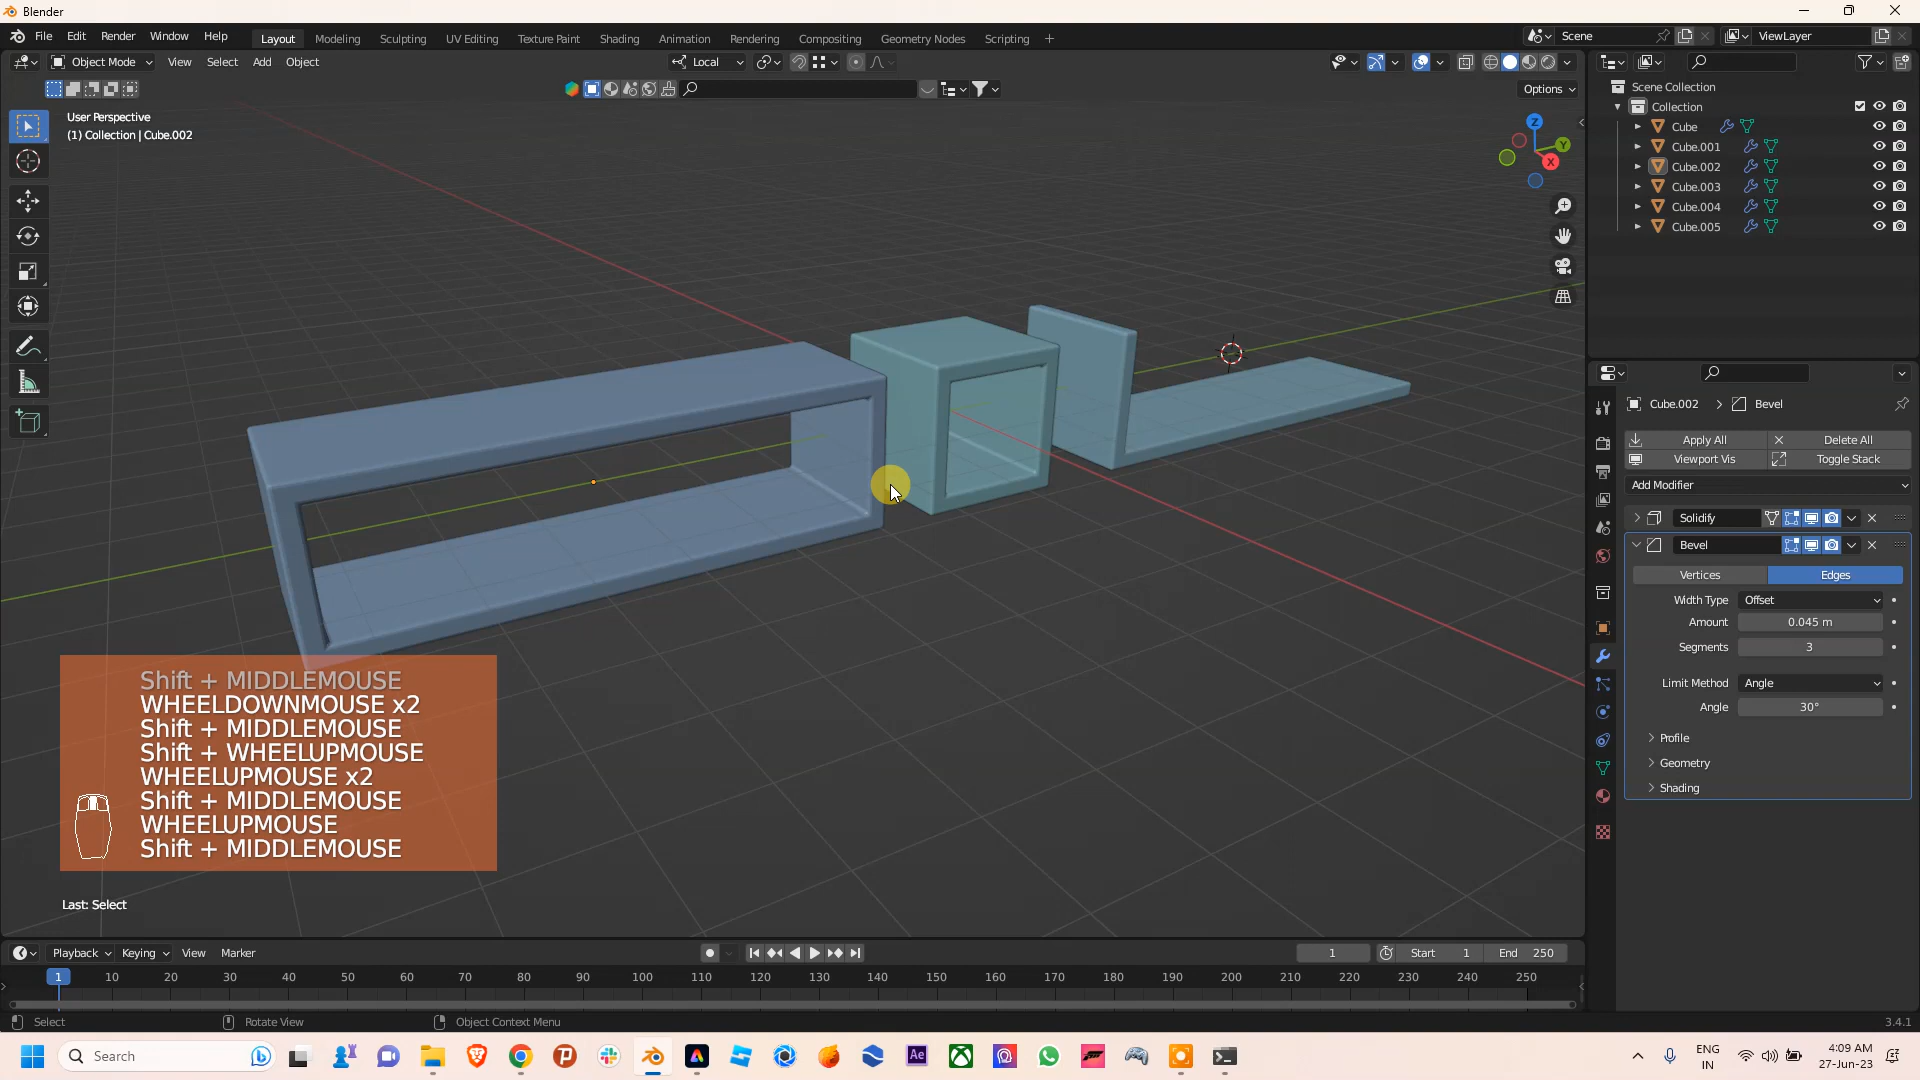 Blender
File Edit Render Window Help
Layout Modeling Sculpting UV Editing Texture Paint Shading Animation Rendering Compositing Geometry Nodes Scripting +
Scene
ViewLayer
Object Mode View Select Add Object
Local
Options
User Perspective
(1) Collection | Cube.002
Z
Y
X
Scene Collection
Collection
Cube
Cube.001
Cube.002
Cube.003
Cube.004
Cube.005
Cube.002 > Bevel
Apply All Delete All
Viewport Vis Toggle Stack
Add Modifier
Solidify
Bevel
Vertices Edges
Width Type Offset
Amount 0.045 m
Segments 3
Limit Method Angle
Angle 30°
Profile
Geometry
Shading
Shift + MIDDLEMOUSE
WHEELDOWNMOUSE x2
Shift + MIDDLEMOUSE
Shift + WHEELUPMOUSE
WHEELUPMOUSE x2
Shift + MIDDLEMOUSE
WHEELUPMOUSE
Shift + MIDDLEMOUSE
Last: Select
Playback Keying View Marker
1 Start 1 End 250
1 10 20 30 40 50 60 70 80 90 100 110 120 130 140 150 160 170 180 190 200 210 220 230 240 250
Select Rotate View Object Context Menu 3.4.1
Search
Ae
ENG
IN
4:09 AM
27-Jun-23